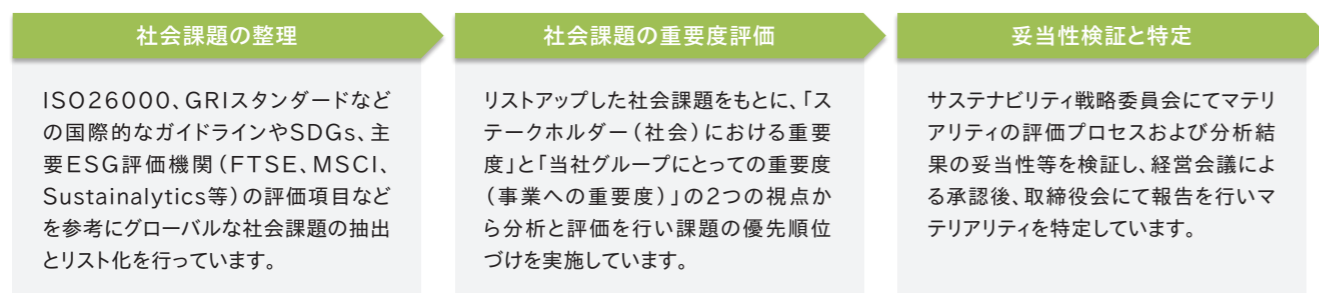 社会課題の整理
ISO26000、GRIスタンダードなど
の国際的なガイドラインやSDGs、主
要ESG評価機関(FTSE、MSCI、
Sustainalytics等)の評価項目など
を参考にグローバルな社会課題の抽出
とリスト化を行っています。
社会課題の重要度評価
リストアップした社会課題をもとに、「ス
テークホルダー(社会)における重要
度」と「当社グループにとっての重要度
(事業への重要度)」の2つの視点か
ら分析と評価を行い課題の優先順位
づけを実施しています。
妥当性検証と特定
サステナビリティ戦略委員会にてマテリ
アリティの評価プロセスおよび分析結
果の妥当性等を検証し、経営会議によ
る承認後、取締役会にて報告を行いマ
テリアリティを特定しています。